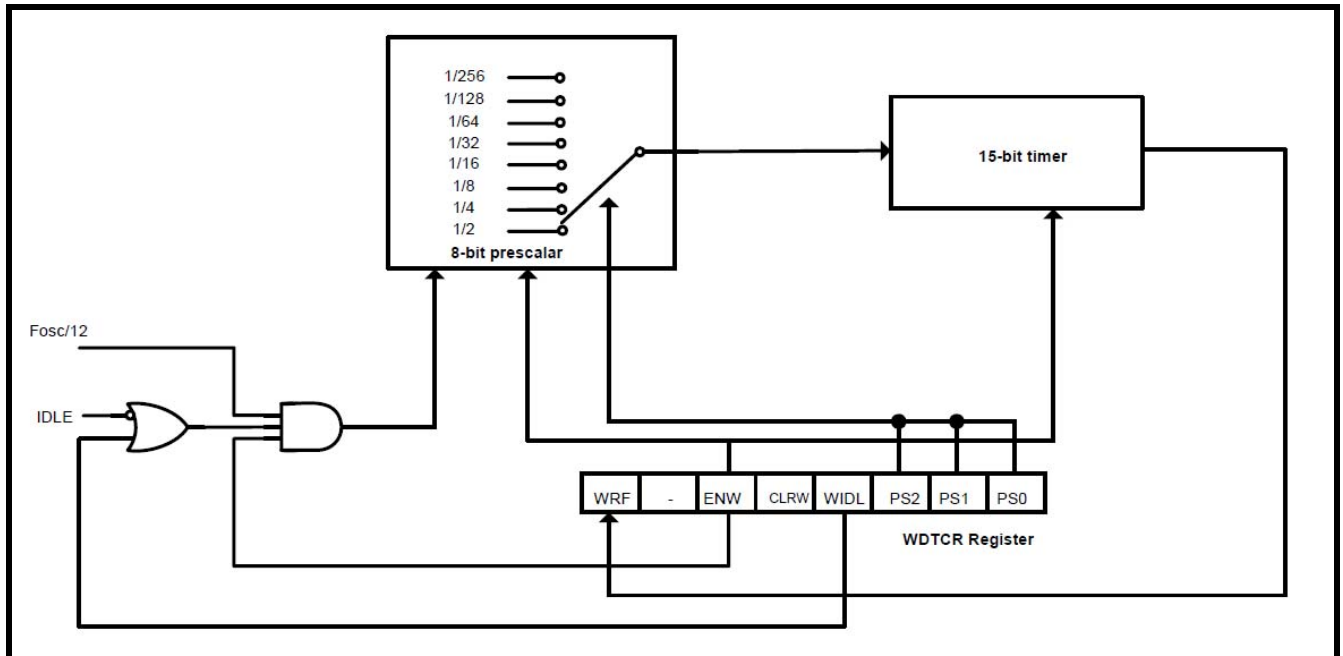 1/256
1/128
1/64
1/32
1/16
1/8
1/4
1/2
8-bit prescalar
15-bit timer
Fosc/12
IDLE
WRF - ENW CLRW WIDL PS2 PS1 PS0
WDTCR Register